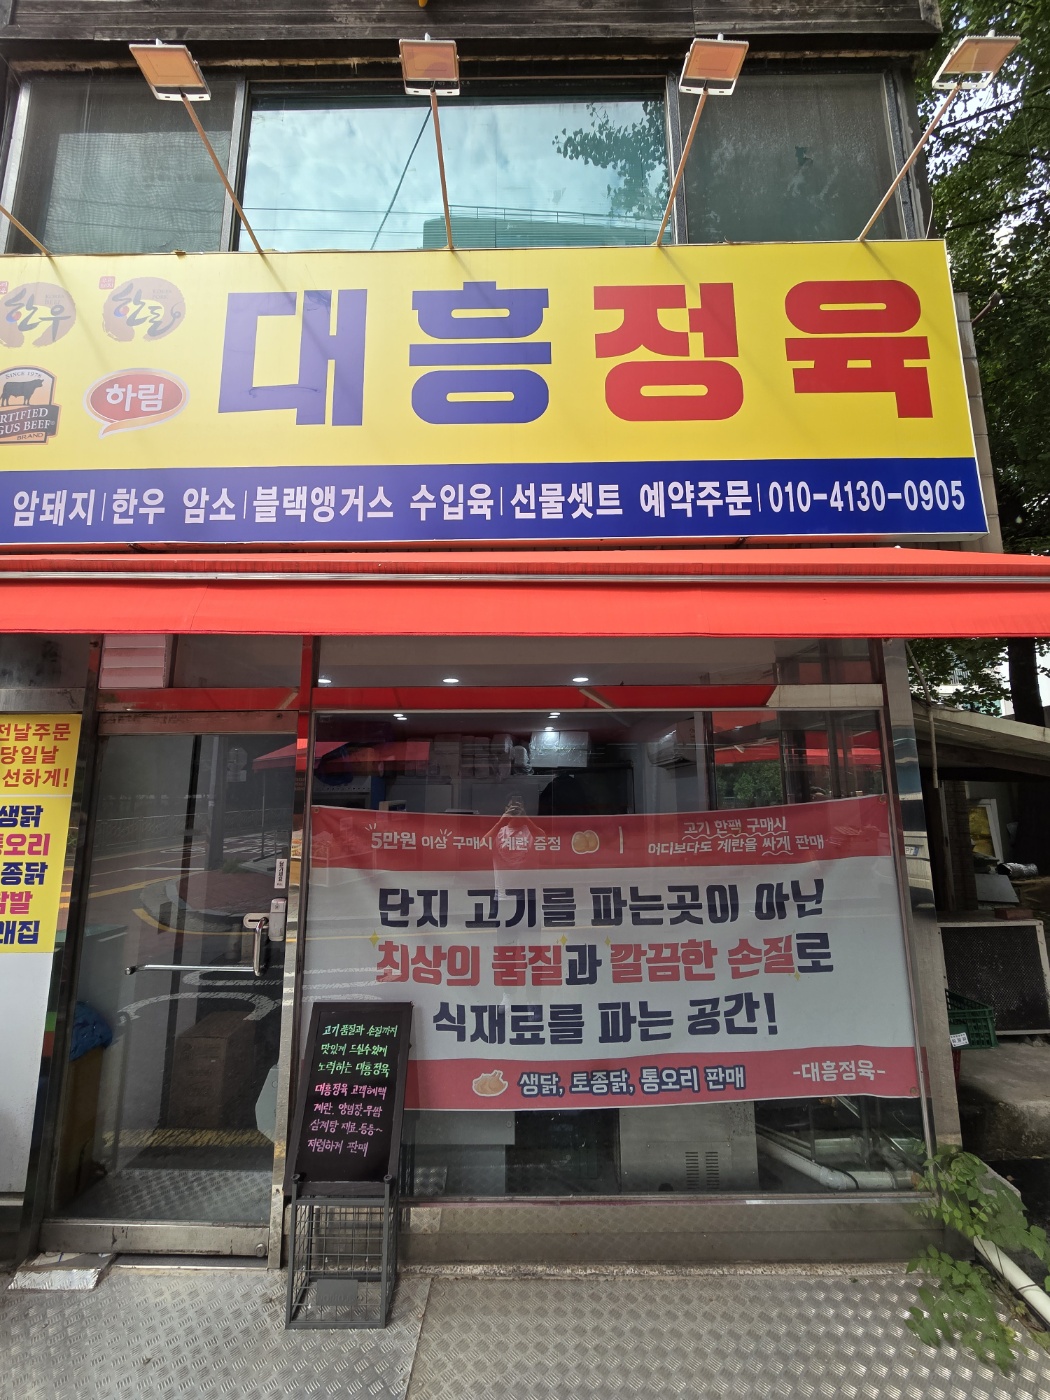 한우
한돈
대흥정육
SINCE 1978
하림
암돼지|한우 암소|블랙앵거스 수입육|선물셋트 예약주문|010-4130-0905
전날주문
당일날
선하게!
생닭
통오리
종닭
5만원 이상 구매시 계란 증정 | 고기 한팩 구매시
어디보다도 계란을 싸게 판매
단지 고기를 파는곳이 아닌
최상의 품질과 깔끔한 손질로
식재료를 파는 공간!
생닭, 토종닭, 통오리 판매
-대흥정육-
고기 품질과 손질까지
맛있게 드실수있게
노력하는 대흥정육
대흥정육 고객혜택
계란, 양념장, 무쌈
삼계탕 재료 등등~
저렴하게 판매